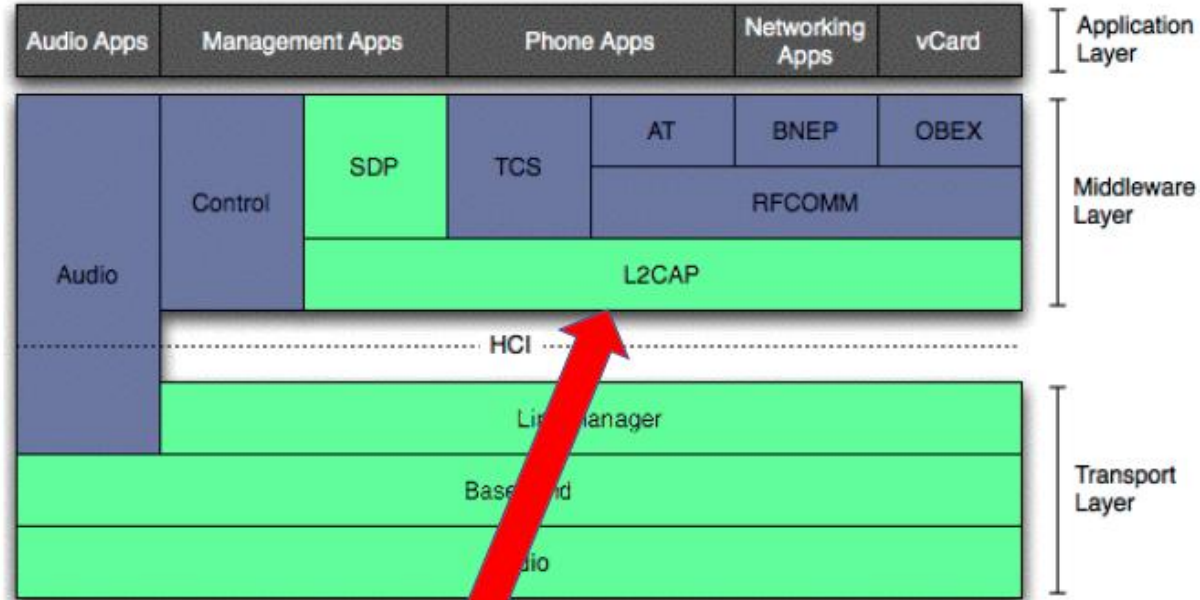 Audio Apps
Management Apps
Phone Apps
Networking
Apps
vCard
Application
Layer
Audio
Control
SDP
TCS
AT
BNEP
OBEX
RFCOMM
L2CAP
Middleware
Layer
HCI
Transport
Layer